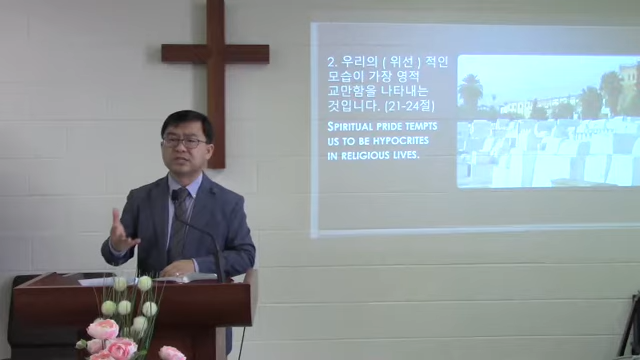 2. 우리의 ( 위선 ) 적인
모습이 가장 영적
교만함을 나타내는
것입니다. (21-24절)
SPIRITUAL PRIDE TEMPTS
US TO BE HYPOCRITES
IN RELIGIOUS LIVES.